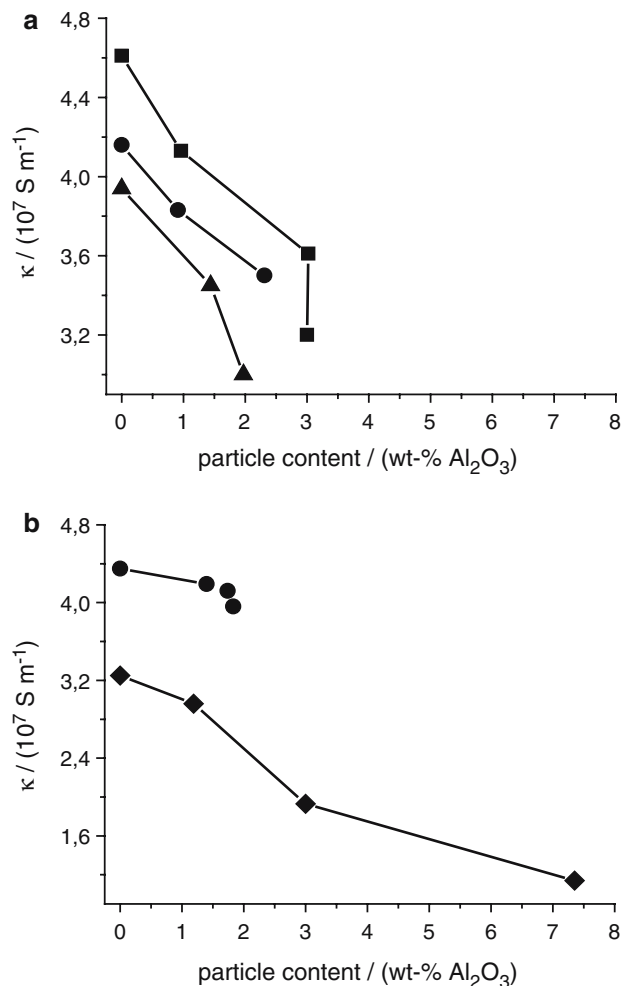 a
4,8
4,4
4,0
3,6
3,2
κ / (10⁷ S m⁻¹)
0 1 2 3 4 5 6 7 8
particle content / (wt-% Al₂O₃)
b
4,8
4,0
3,2
2,4
1,6
κ / (10⁷ S m⁻¹)
0 1 2 3 4 5 6 7 8
particle content / (wt-% Al₂O₃)